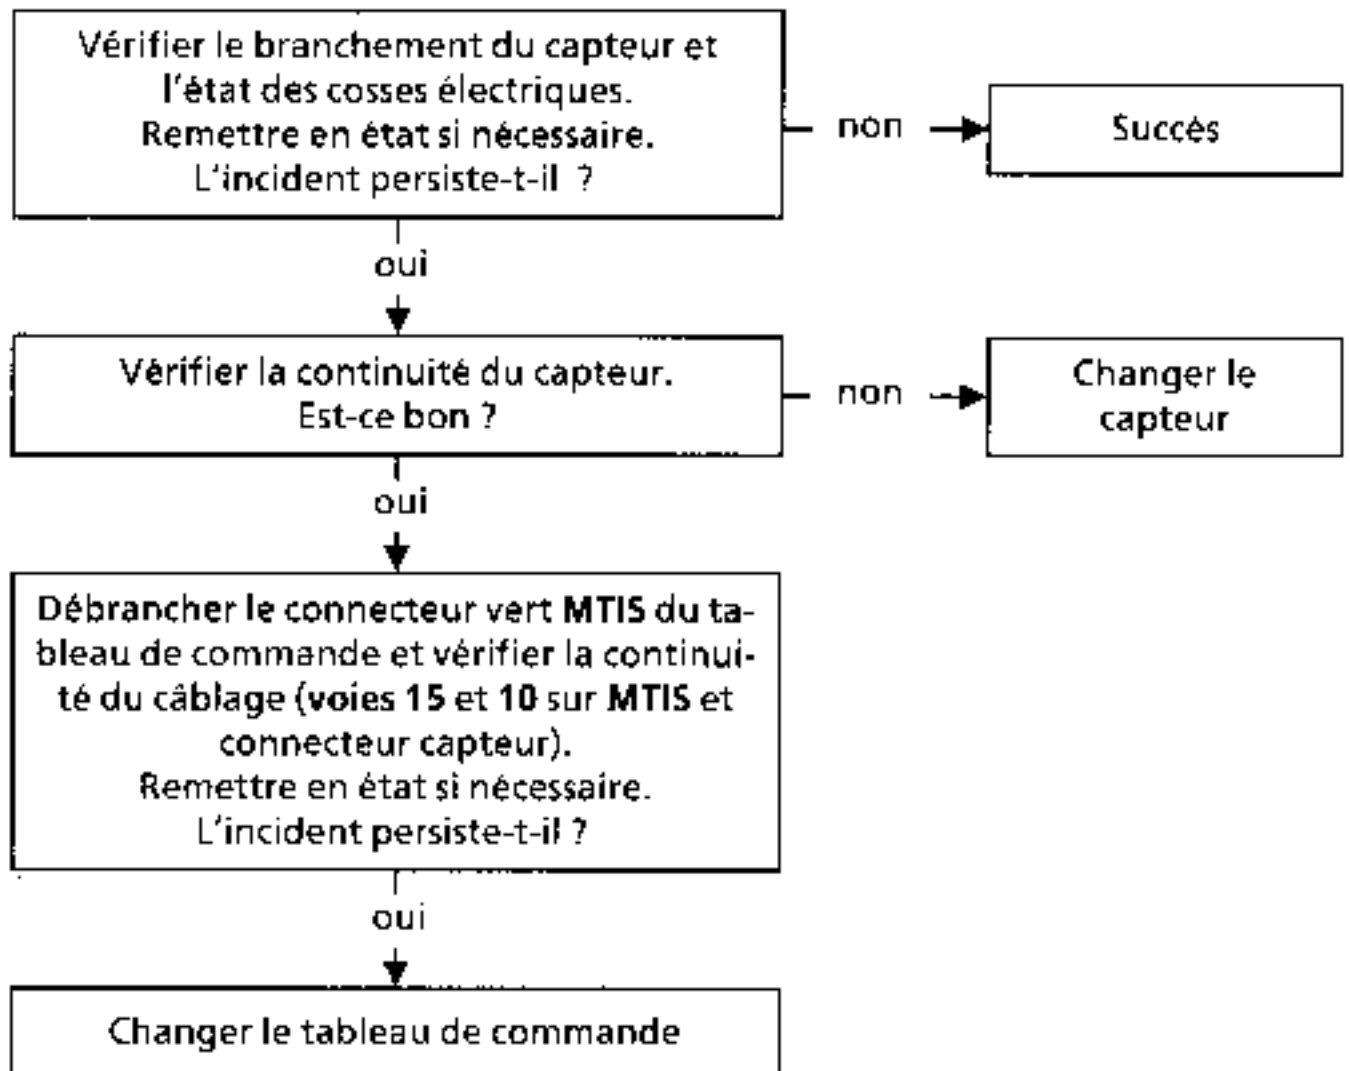 Vérifier le branchement du capteur et
l'état des cosses électriques.
Remettre en état si nécessaire.
L'incident persiste-t-il ?
non
Succès
oui
Vérifier la continuité du capteur.
Est-ce bon ?
non
Changer le
capteur
oui
Débrancher le connecteur vert MTIS du ta-
bleau de commande et vérifier la continui-
té du câblage (voies 15 et 10 sur MTIS et
connecteur capteur).
Remettre en état si nécessaire.
L'incident persiste-t-il ?
oui
Changer le tableau de commande